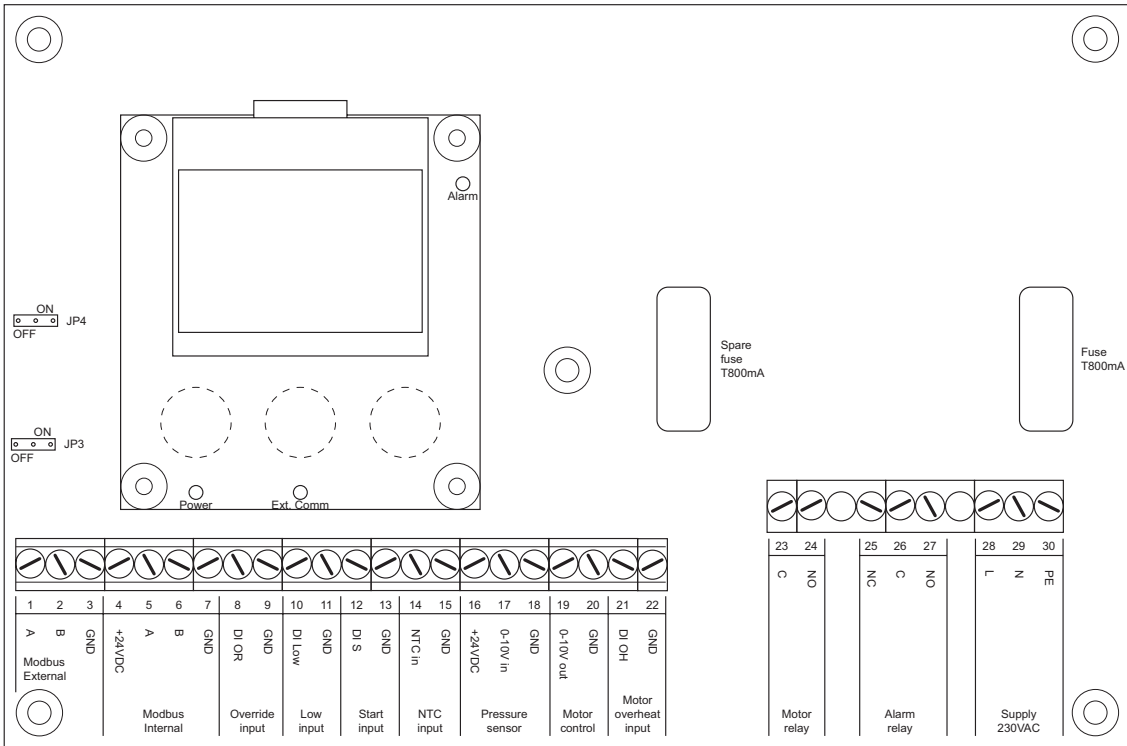 Alarm
ON
JP4
OFF
Spare
fuse
T800mA
Fuse
T800mA
ON
JP3
OFF
Power
Ext. Comm
23 24 25 26 27 28 29 30
C NO NC C NO L N PE
1 2 3 4 5 6 7 8 9 10 11 12 13 14 15 16 17 18 19 20 21 22
A B GND +24VDC A B GND DI OR GND DI Low GND DI S GND NTC in GND +24VDC 0-10V in GND 0-10V out GND DI OH GND
Modbus
External
Modbus
Internal
Override
input
Low
input
Start
input
NTC
input
Pressure
sensor
Motor
control
Motor
overheat
input
Motor
relay
Alarm
relay
Supply
230VAC